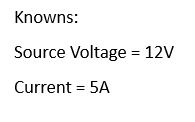 Knowns:
Source Voltage = 12V
Current = 5A